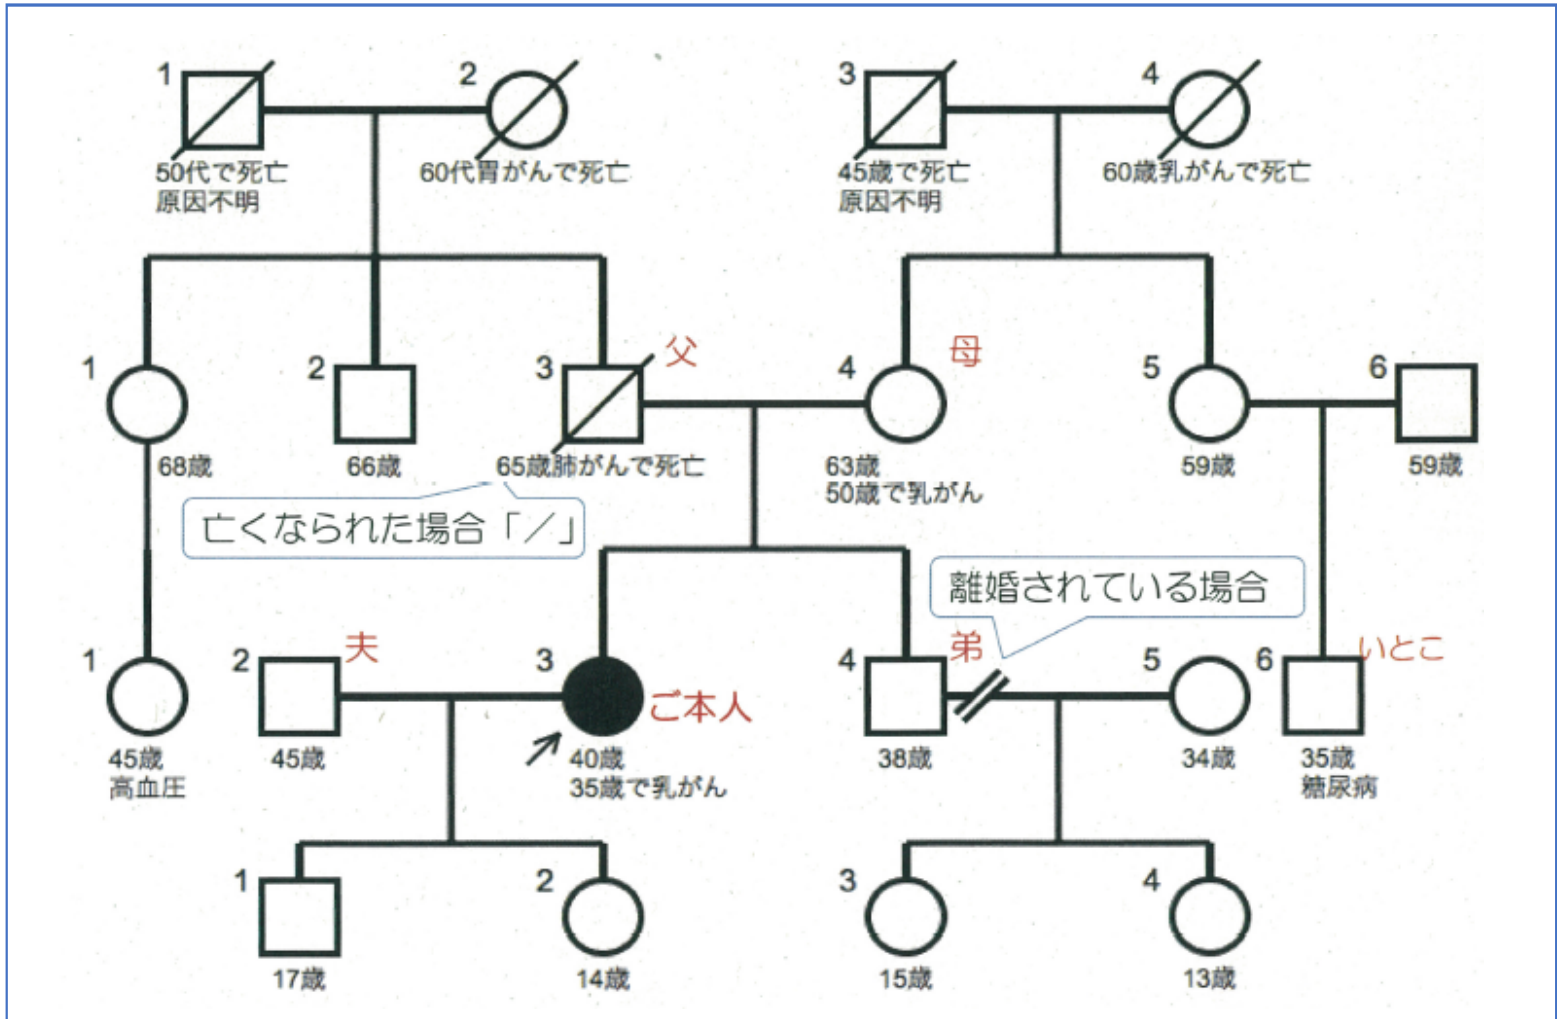 1
2
3
4
50代で死亡
原因不明
60代胃がんで死亡
45歳で死亡
原因不明
60歳乳がんで死亡
1
2
3
父
4
母
5
6
68歳
66歳
65歳肺がんで死亡
63歳
50歳で乳がん
59歳
59歳
亡くなられた場合「／」
離婚されている場合
1
2
夫
3
ご本人
4
弟
5
6
いとこ
45歳
高血圧
45歳
40歳
35歳で乳がん
38歳
34歳
35歳
糖尿病
1
2
3
4
17歳
14歳
15歳
13歳